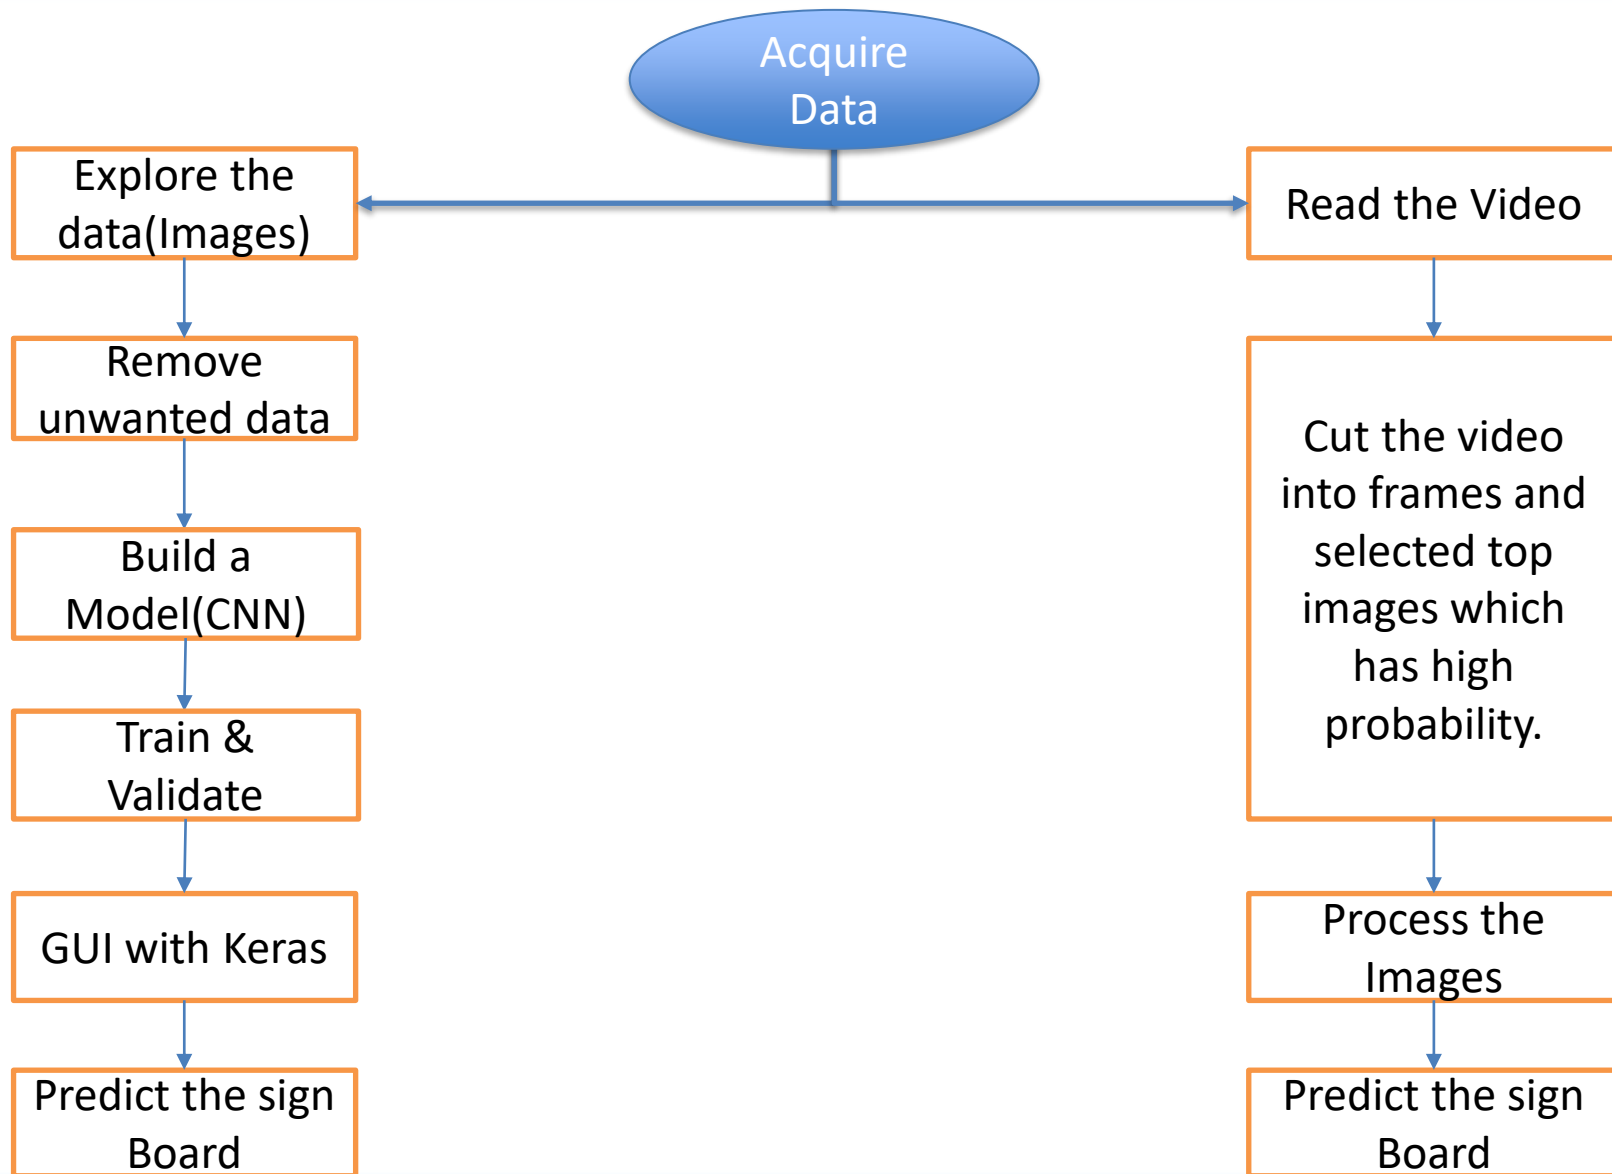 Acquire
Data
Explore the
data(Images)
Remove
unwanted data
Build a
Model(CNN)
Train &
Validate
GUI with Keras
Predict the sign
Board
Read the Video
Cut the video
into frames and
selected top
images which
has high
probability.
Process the
Images
Predict the sign
Board